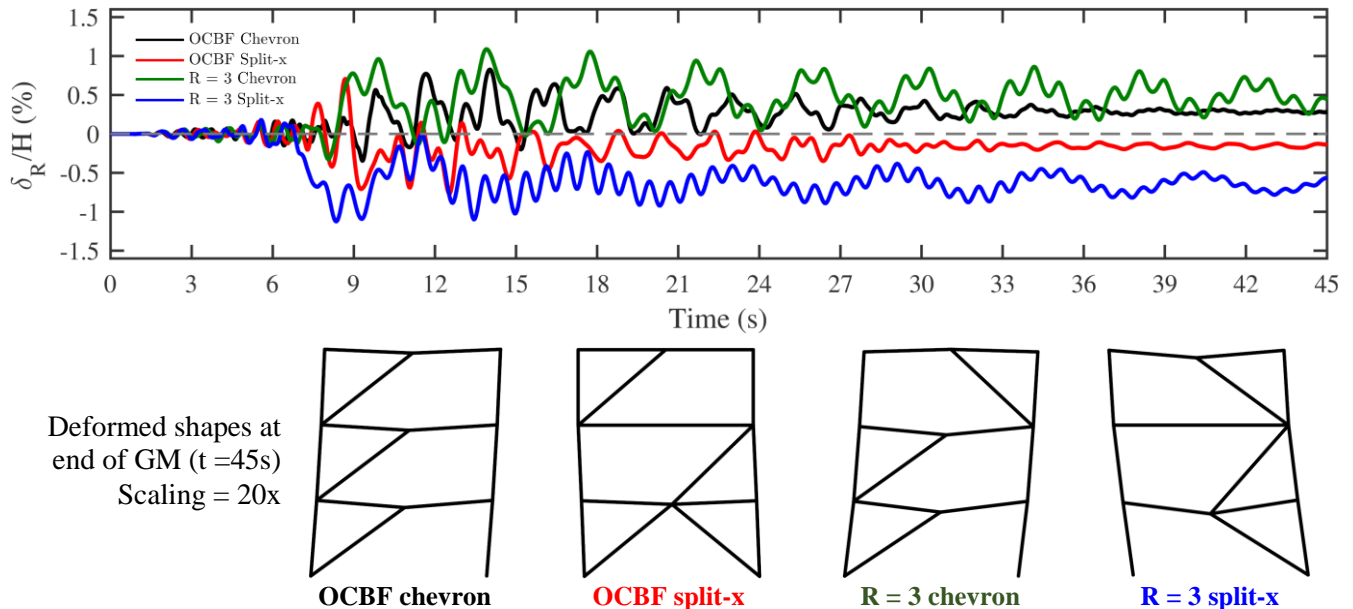 1.5
1
0.5
0
-0.5
-1
-1.5
δ_R/H (%)
OCBF Chevron
OCBF Split-x
R = 3 Chevron
R = 3 Split-x
0 3 6 9 12 15 18 21 24 27 30 33 36 39 42 45
Time (s)
Deformed shapes at
end of GM (t =45s)
Scaling = 20x
OCBF chevron OCBF split-x R = 3 chevron R = 3 split-x